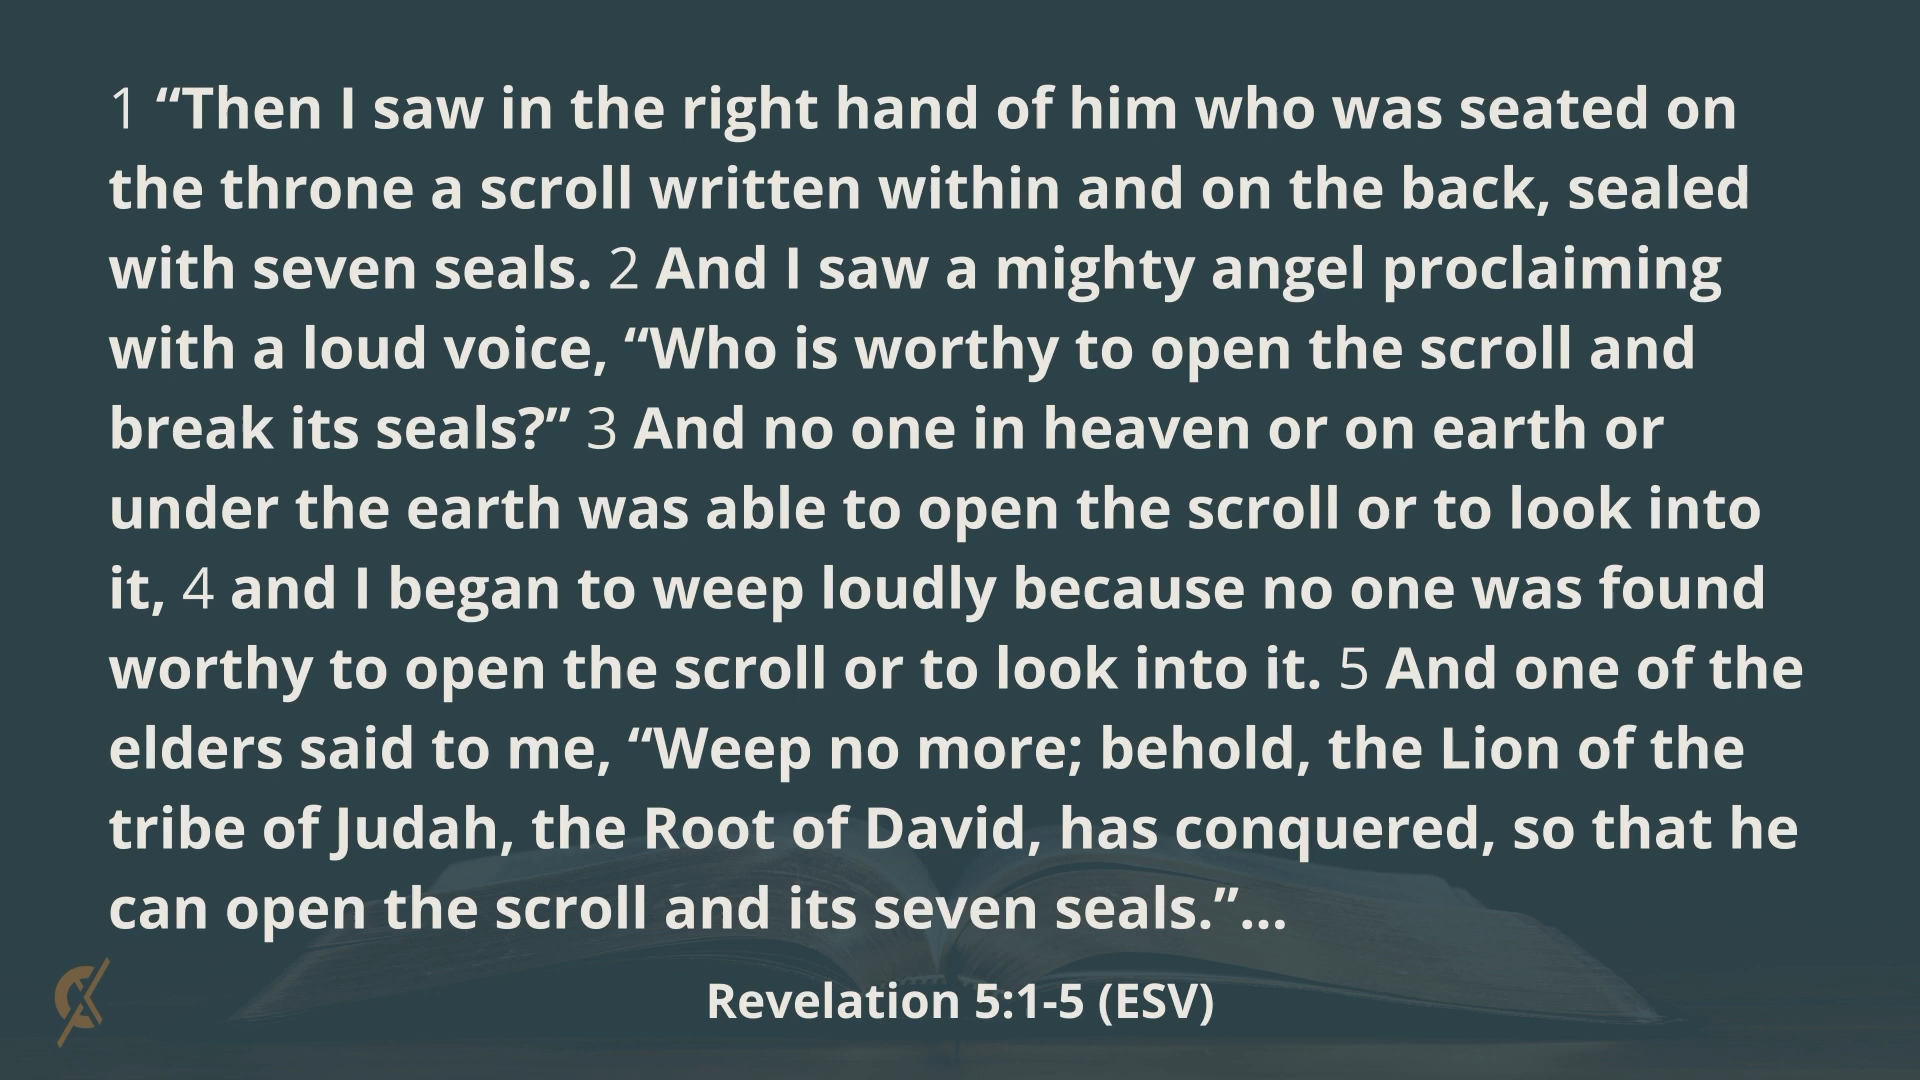 1 “Then I saw in the right hand of him who was seated on
the throne a scroll written within and on the back, sealed
with seven seals. 2 And I saw a mighty angel proclaiming
with a loud voice, “Who is worthy to open the scroll and
break its seals?” 3 And no one in heaven or on earth or
under the earth was able to open the scroll or to look into
it, 4 and I began to weep loudly because no one was found
worthy to open the scroll or to look into it. 5 And one of the
elders said to me, “Weep no more; behold, the Lion of the
tribe of Judah, the Root of David, has conquered, so that he
can open the scroll and its seven seals.”...
Revelation 5:1-5 (ESV)